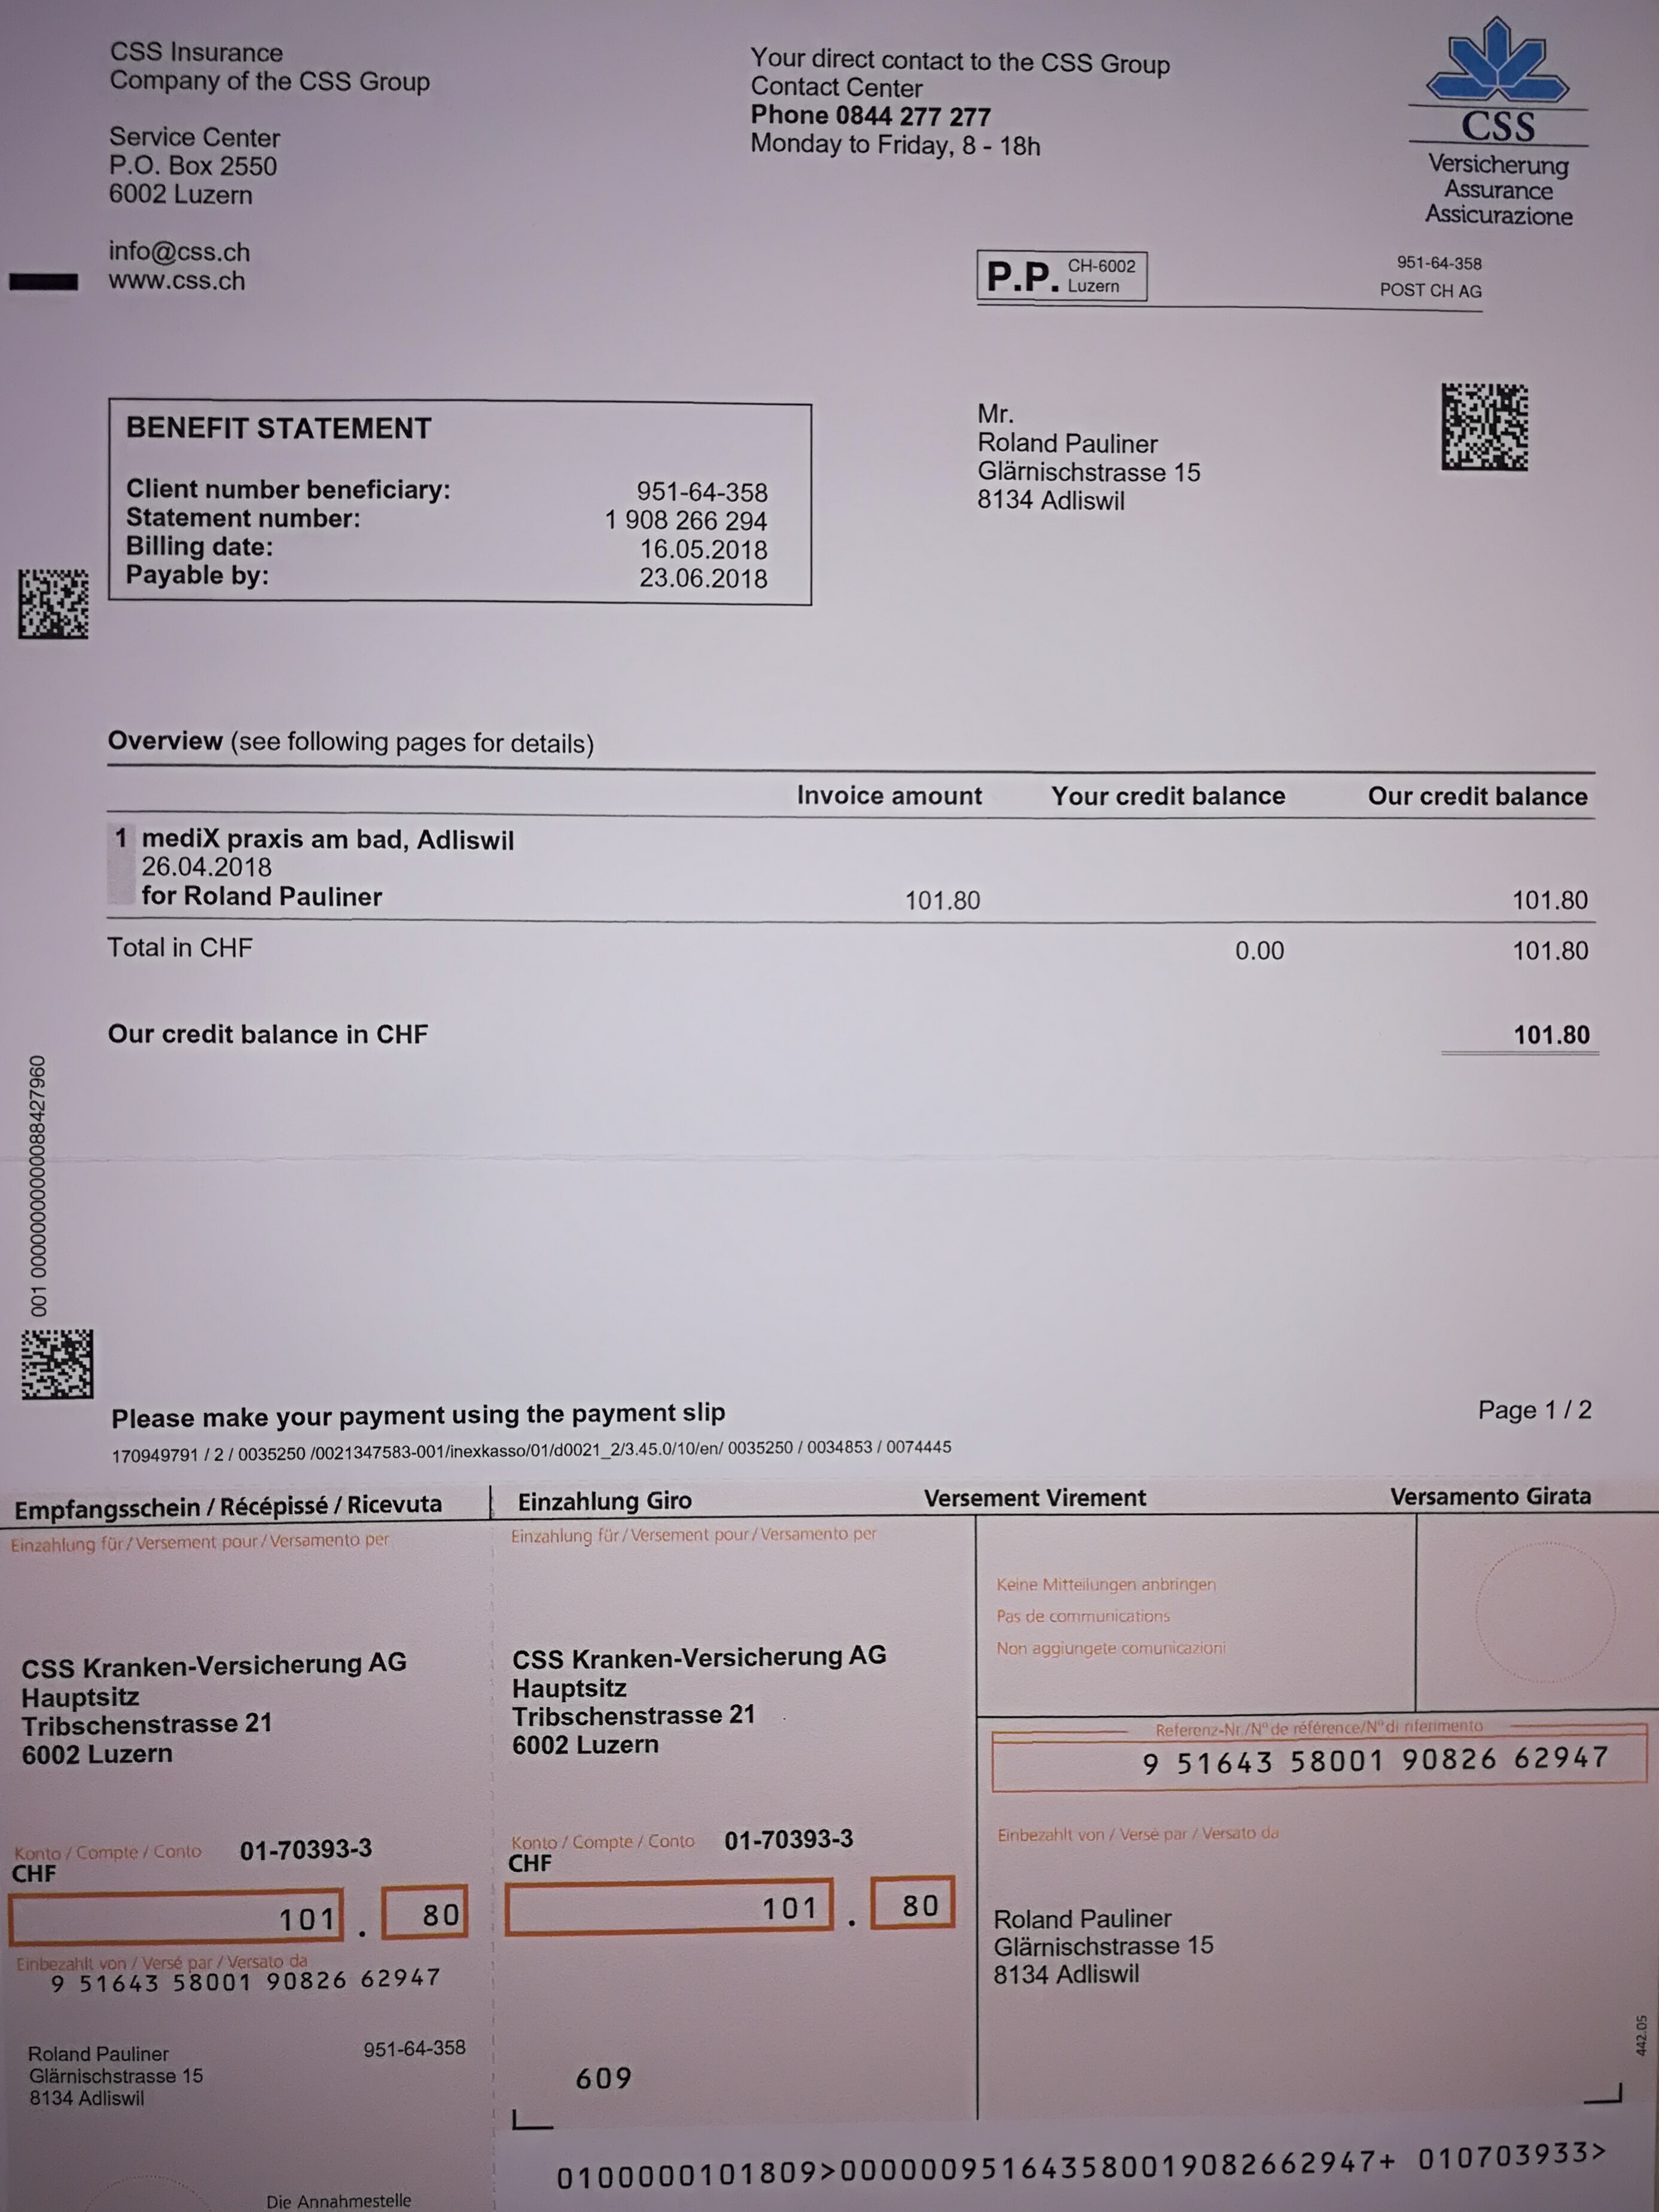 CSS Insurance
Company of the CSS Group
Service Center
P.O. Box 2550
6002 Luzern
info@css.ch
www.css.ch
Your direct contact to the CSS Group
Contact Center
Phone 0844 277 277
Monday to Friday, 8 - 18h
CSS
Versicherung
Assurance
Assicurazione
P.P. CH-6002
Luzern
951-64-358
POST CH AG
BENEFIT STATEMENT
Client number beneficiary: 951-64-358
Statement number: 1 908 266 294
Billing date: 16.05.2018
Payable by: 23.06.2018
Mr.
Roland Pauliner
Glärnischstrasse 15
8134 Adliswil
Overview (see following pages for details)
Invoice amount Your credit balance Our credit balance
1 mediX praxis am bad, Adliswil
26.04.2018
for Roland Pauliner 101.80 101.80
Total in CHF 0.00 101.80
Our credit balance in CHF 101.80
001 0000000000088427960
Please make your payment using the payment slip
Page 1 / 2
170949791 / 2 / 0035250 /0021347583-001/inexkasso/01/d0021_2/3.45.0/10/en/ 0035250 / 0034853 / 0074445
Empfangsschein / Récépissé / Ricevuta
Einzahlung für / Versement pour / Versamento per
CSS Kranken-Versicherung AG
Hauptsitz
Tribschenstrasse 21
6002 Luzern
Konto / Compte / Conto 01-70393-3
CHF
101 . 80
Einbezahlt von / Versé par / Versato da
9 51643 58001 90826 62947
Roland Pauliner 951-64-358
Glärnischstrasse 15
8134 Adliswil
Die Annahmestelle
Einzahlung Giro Versement Virement Versamento Girata
Einzahlung für / Versement pour / Versamento per
CSS Kranken-Versicherung AG
Hauptsitz
Tribschenstrasse 21
6002 Luzern
Konto / Compte / Conto 01-70393-3
CHF
101 . 80
609
Keine Mitteilungen anbringen
Pas de communications
Non aggiungete comunicazioni
Referenz-Nr./N° de référence/N° di riferimento
9 51643 58001 90826 62947
Einbezahlt von / Versé par / Versato da
Roland Pauliner
Glärnischstrasse 15
8134 Adliswil
442.05
0100000101809>000000951643580019082662947+ 010703933>